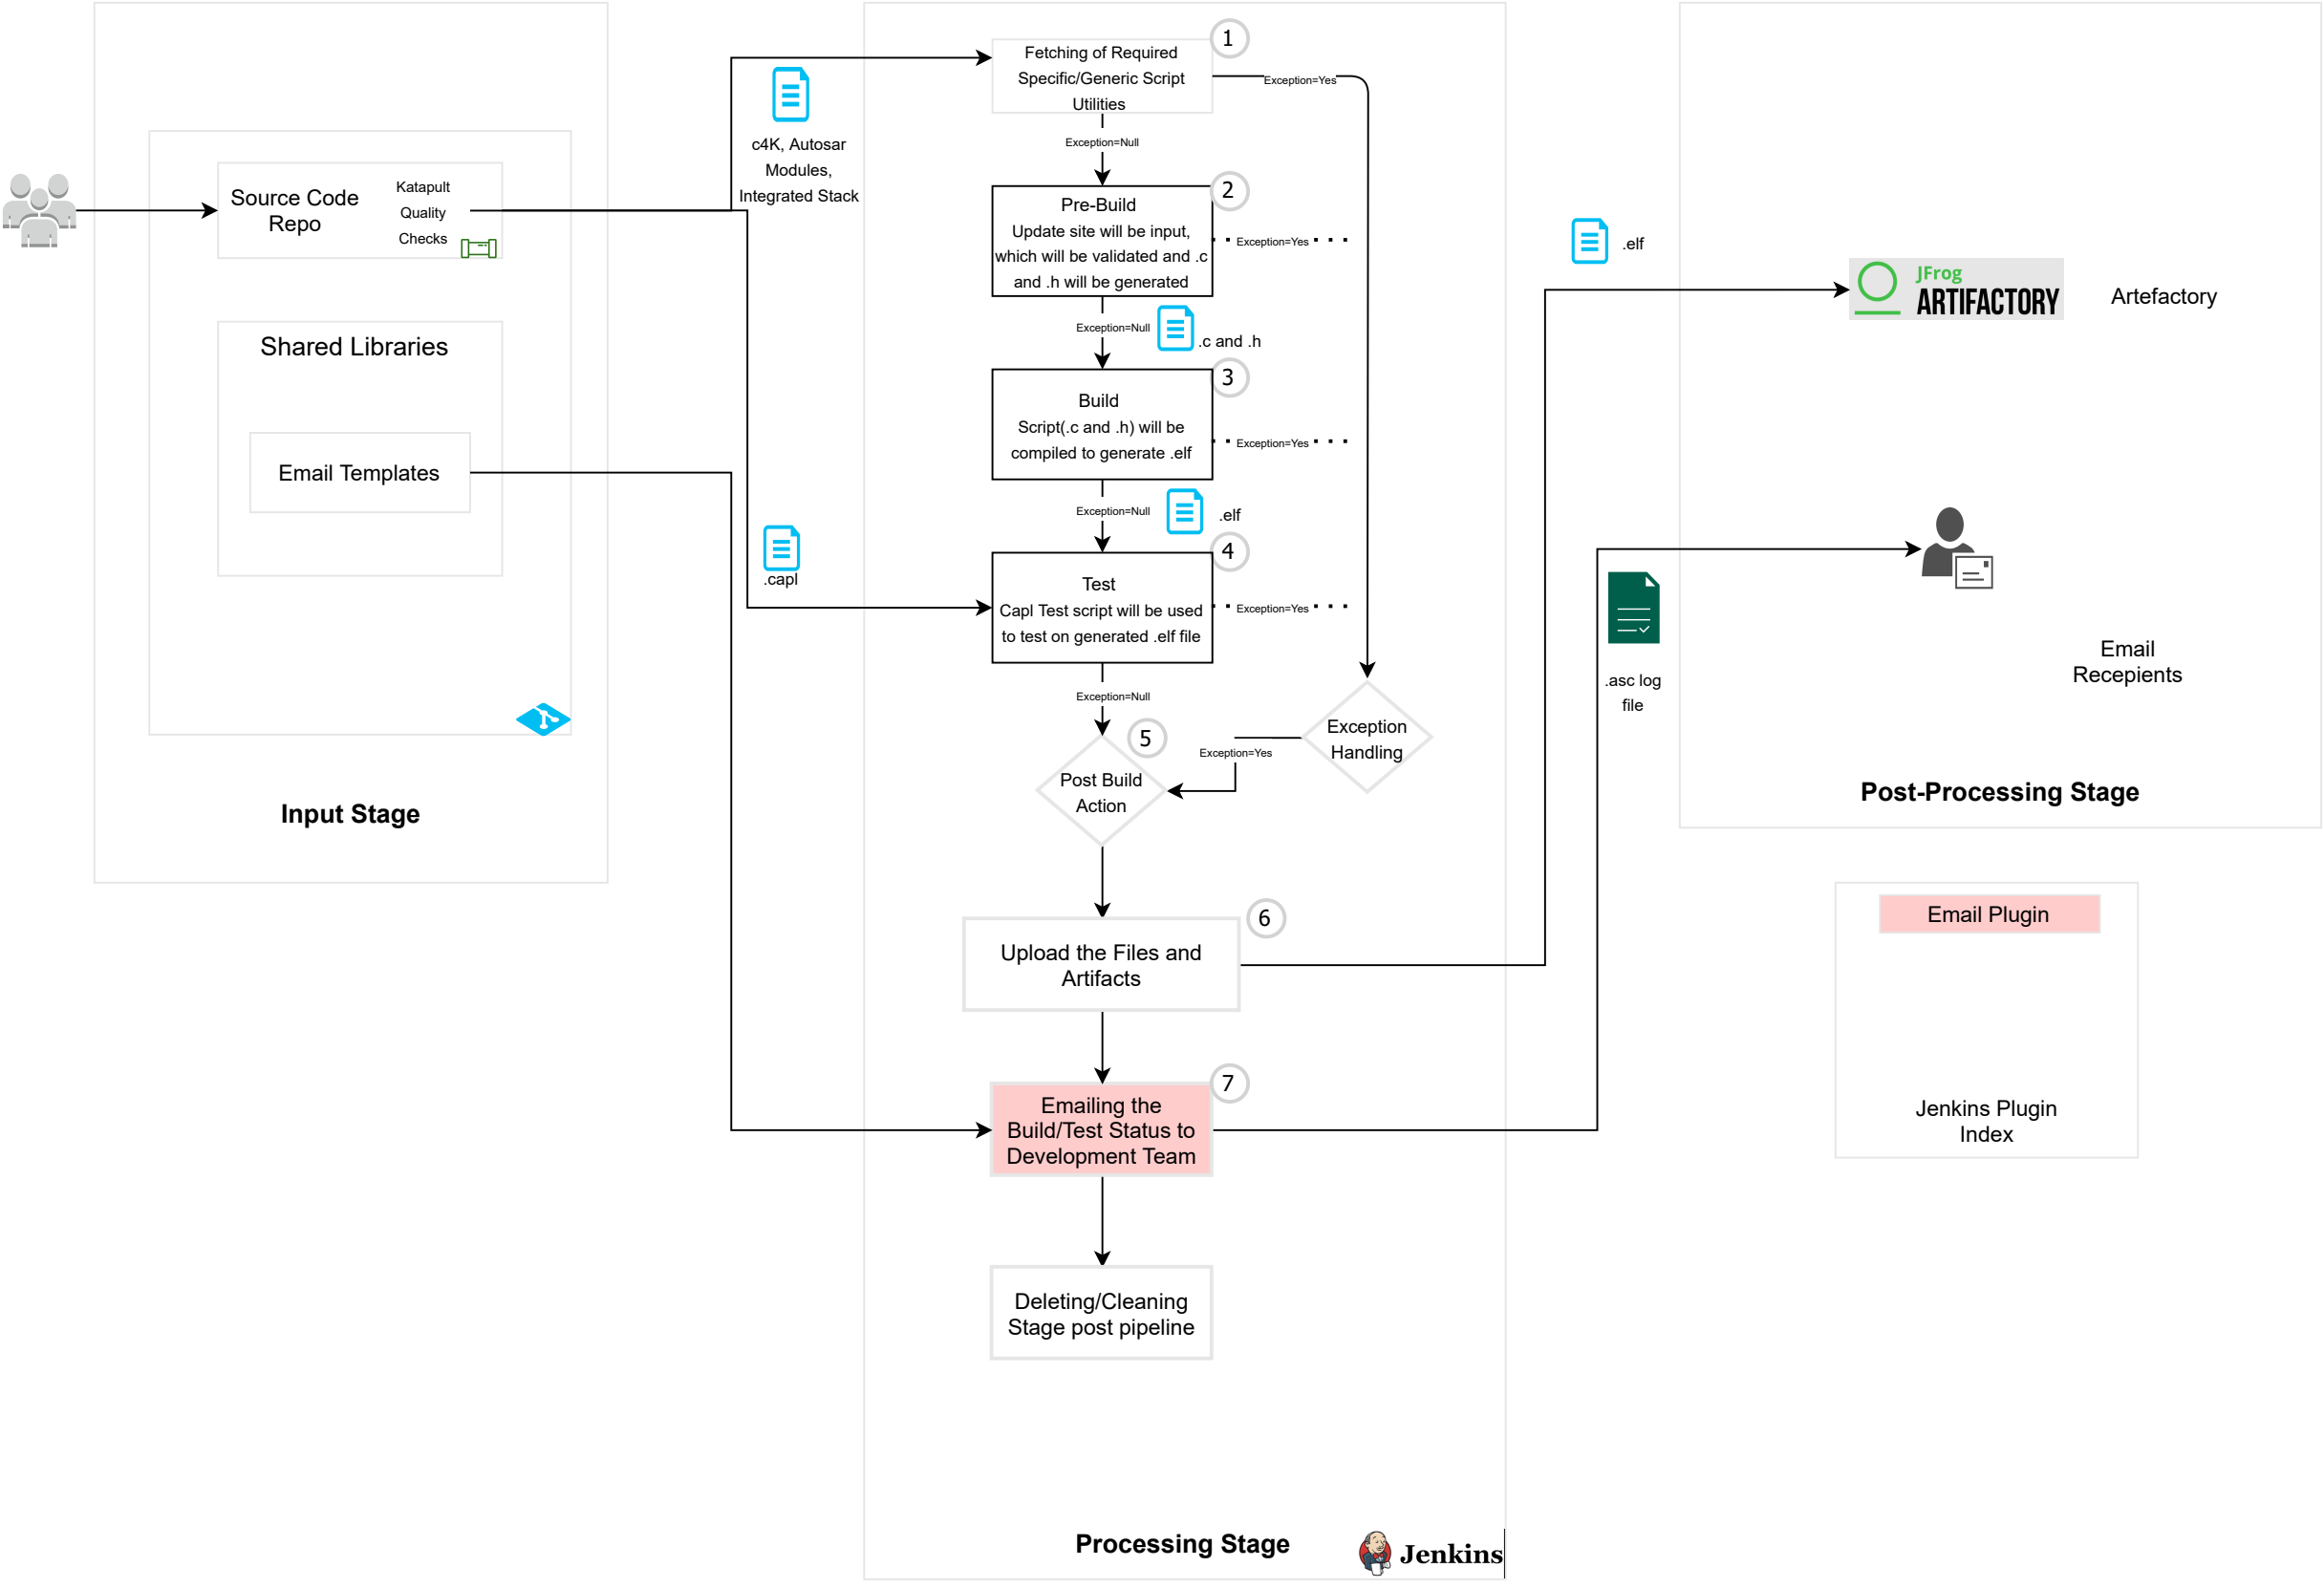 Source Code
Repo
Katapult
Quality
Checks
Shared Libraries
Email Templates
Input Stage
c4K, Autosar
Modules,
Integrated Stack
.capl
1
Fetching of Required
Specific/Generic Script
Utilities
Exception=Yes
Exception=Null
2
Pre-Build
Update site will be input,
which will be validated and .c
and .h will be generated
Exception=Yes
Exception=Null
.c and .h
3
Build
Script(.c and .h) will be
compiled to generate .elf
Exception=Yes
Exception=Null
.elf
4
Test
Capl Test script will be used
to test on generated .elf file
Exception=Yes
Exception=Null
Exception
Handling
Exception=Yes
5
Post Build
Action
6
Upload the Files and
Artifacts
7
Emailing the
Build/Test Status to
Development Team
Deleting/Cleaning
Stage post pipeline
Processing Stage
Jenkins
.elf
JFrog
ARTIFACTORY
Artefactory
.asc log
file
Email
Recepients
Post-Processing Stage
Email Plugin
Jenkins Plugin
Index